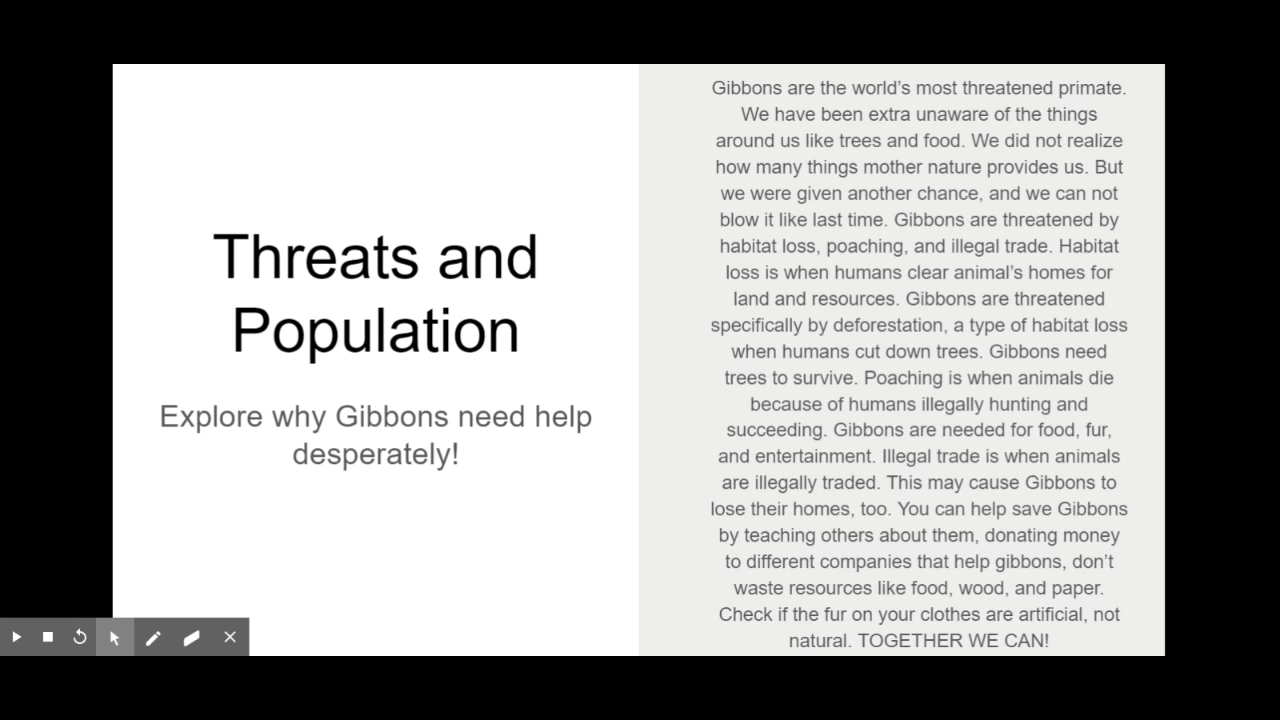 Threats and
Population
Explore why Gibbons need help
desperately!
Gibbons are the world's most threatened primate.
We have been extra unaware of the things
around us like trees and food. We did not realize
how many things mother nature provides us. But
we were given another chance, and we can not
blow it like last time. Gibbons are threatened by
habitat loss, poaching, and illegal trade. Habitat
loss is when humans clear animal's homes for
land and resources. Gibbons are threatened
specifically by deforestation, a type of habitat loss
when humans cut down trees. Gibbons need
trees to survive. Poaching is when animals die
because of humans illegally hunting and
succeeding. Gibbons are needed for food, fur,
and entertainment. Illegal trade is when animals
are illegally traded. This may cause Gibbons to
lose their homes, too. You can help save Gibbons
by teaching others about them, donating money
to different companies that help gibbons, don't
waste resources like food, wood, and paper.
Check if the fur on your clothes are artificial, not
natural. TOGETHER WE CAN!